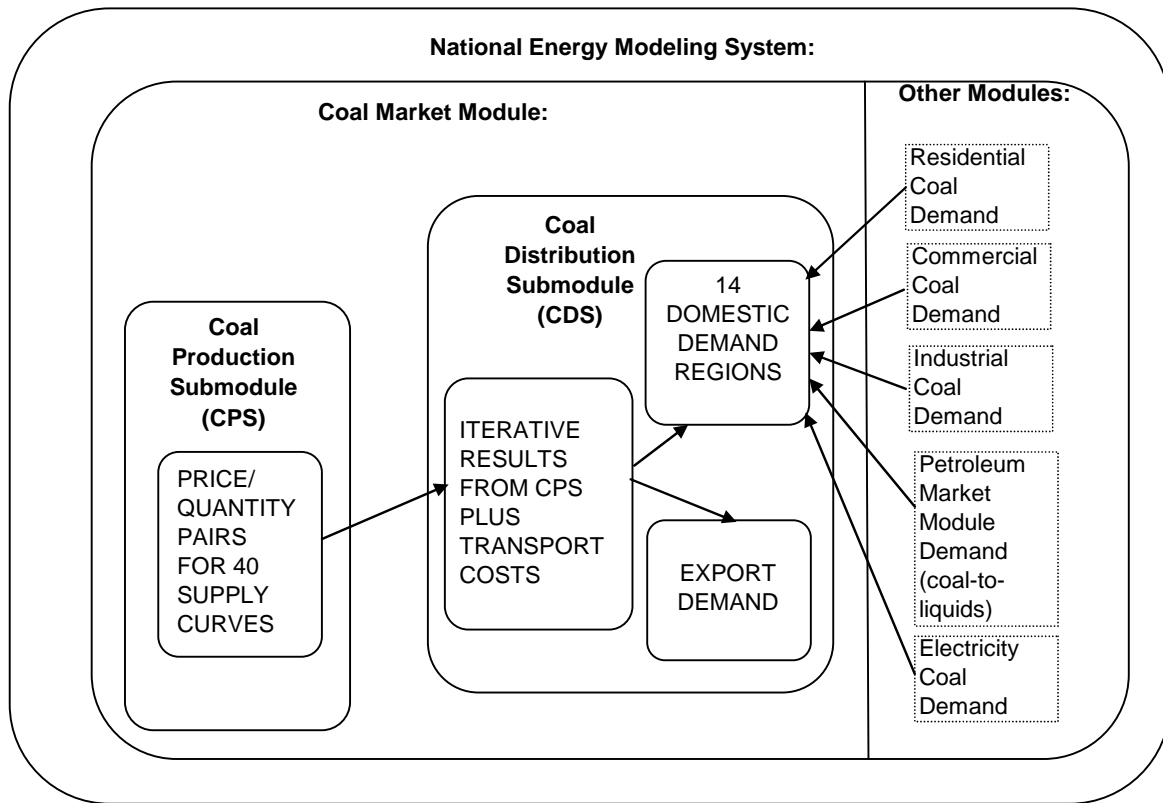 National Energy Modeling System:
Coal Market Module:
Other Modules:
Coal
Production
Submodule
(CPS)
PRICE/
QUANTITY
PAIRS
FOR 40
SUPPLY
CURVES
Coal
Distribution
Submodule
(CDS)
ITERATIVE
RESULTS
FROM CPS
PLUS
TRANSPORT
COSTS
14
DOMESTIC
DEMAND
REGIONS
EXPORT
DEMAND
Residential
Coal
Demand
Commercial
Coal
Demand
Industrial
Coal
Demand
Petroleum
Market
Module
Demand
(coal-to-
liquids)
Electricity
Coal
Demand